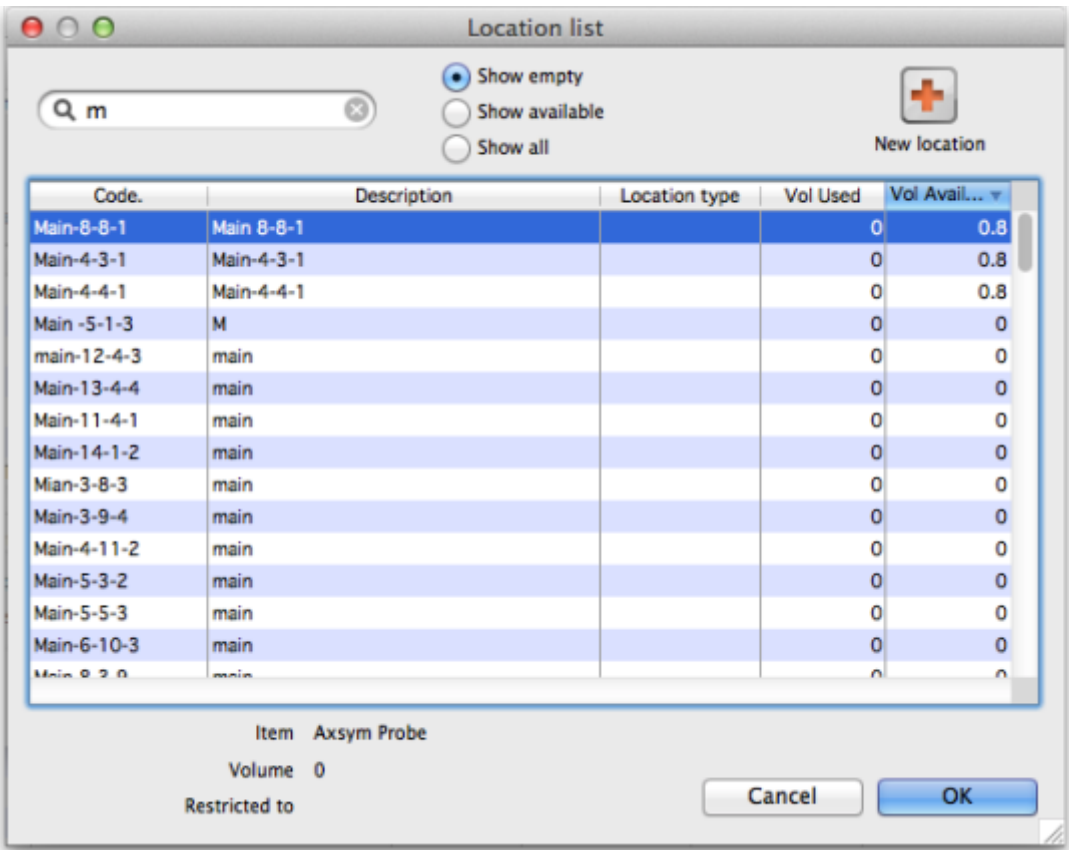 Location list
m
Show empty
Show available
Show all
New location
Code. Description Location type Vol Used Vol Avail...
Main-8-8-1 Main 8-8-1 0 0.8
Main-4-3-1 Main-4-3-1 0 0.8
Main-4-4-1 Main-4-4-1 0 0.8
Main -5-1-3 M 0 0
main-12-4-3 main 0 0
Main-13-4-4 main 0 0
Main-11-4-1 main 0 0
Main-14-1-2 main 0 0
Mian-3-8-3 main 0 0
Main-3-9-4 main 0 0
Main-4-11-2 main 0 0
Main-5-3-2 main 0 0
Main-5-5-3 main 0 0
Main-6-10-3 main 0 0
Main-8-3-9 main 0 0
Item Axsym Probe
Volume 0
Restricted to
Cancel OK